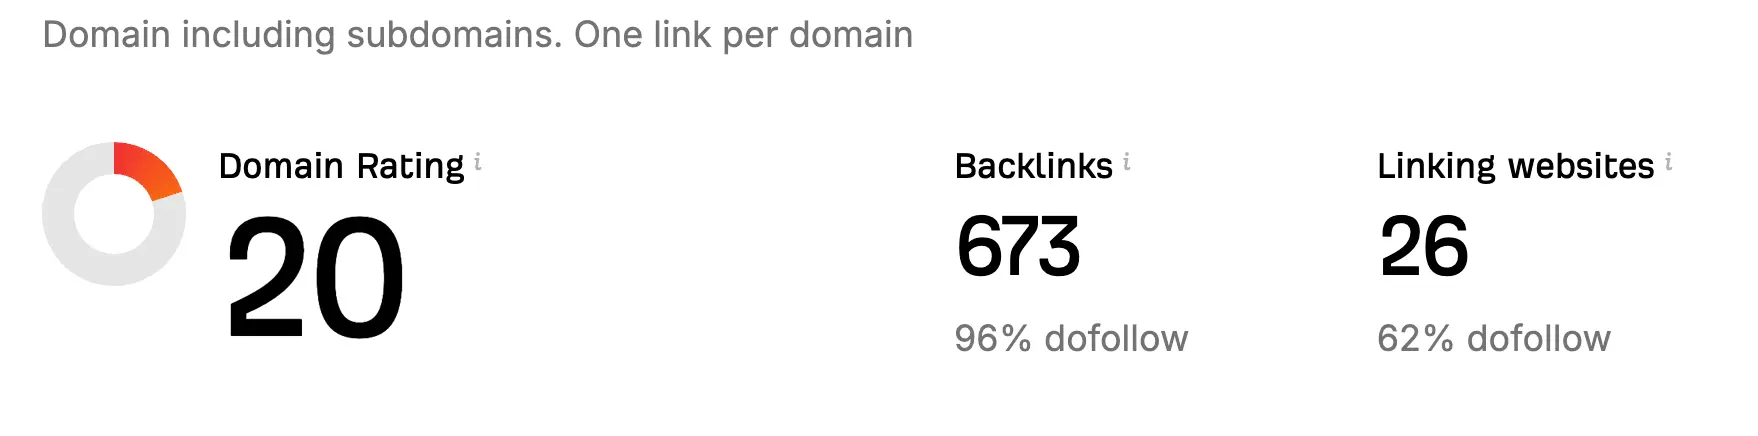 Domain including subdomains. One link per domain
Domain Rating i
20
Backlinks i
673
96% dofollow
Linking websites i
26
62% dofollow